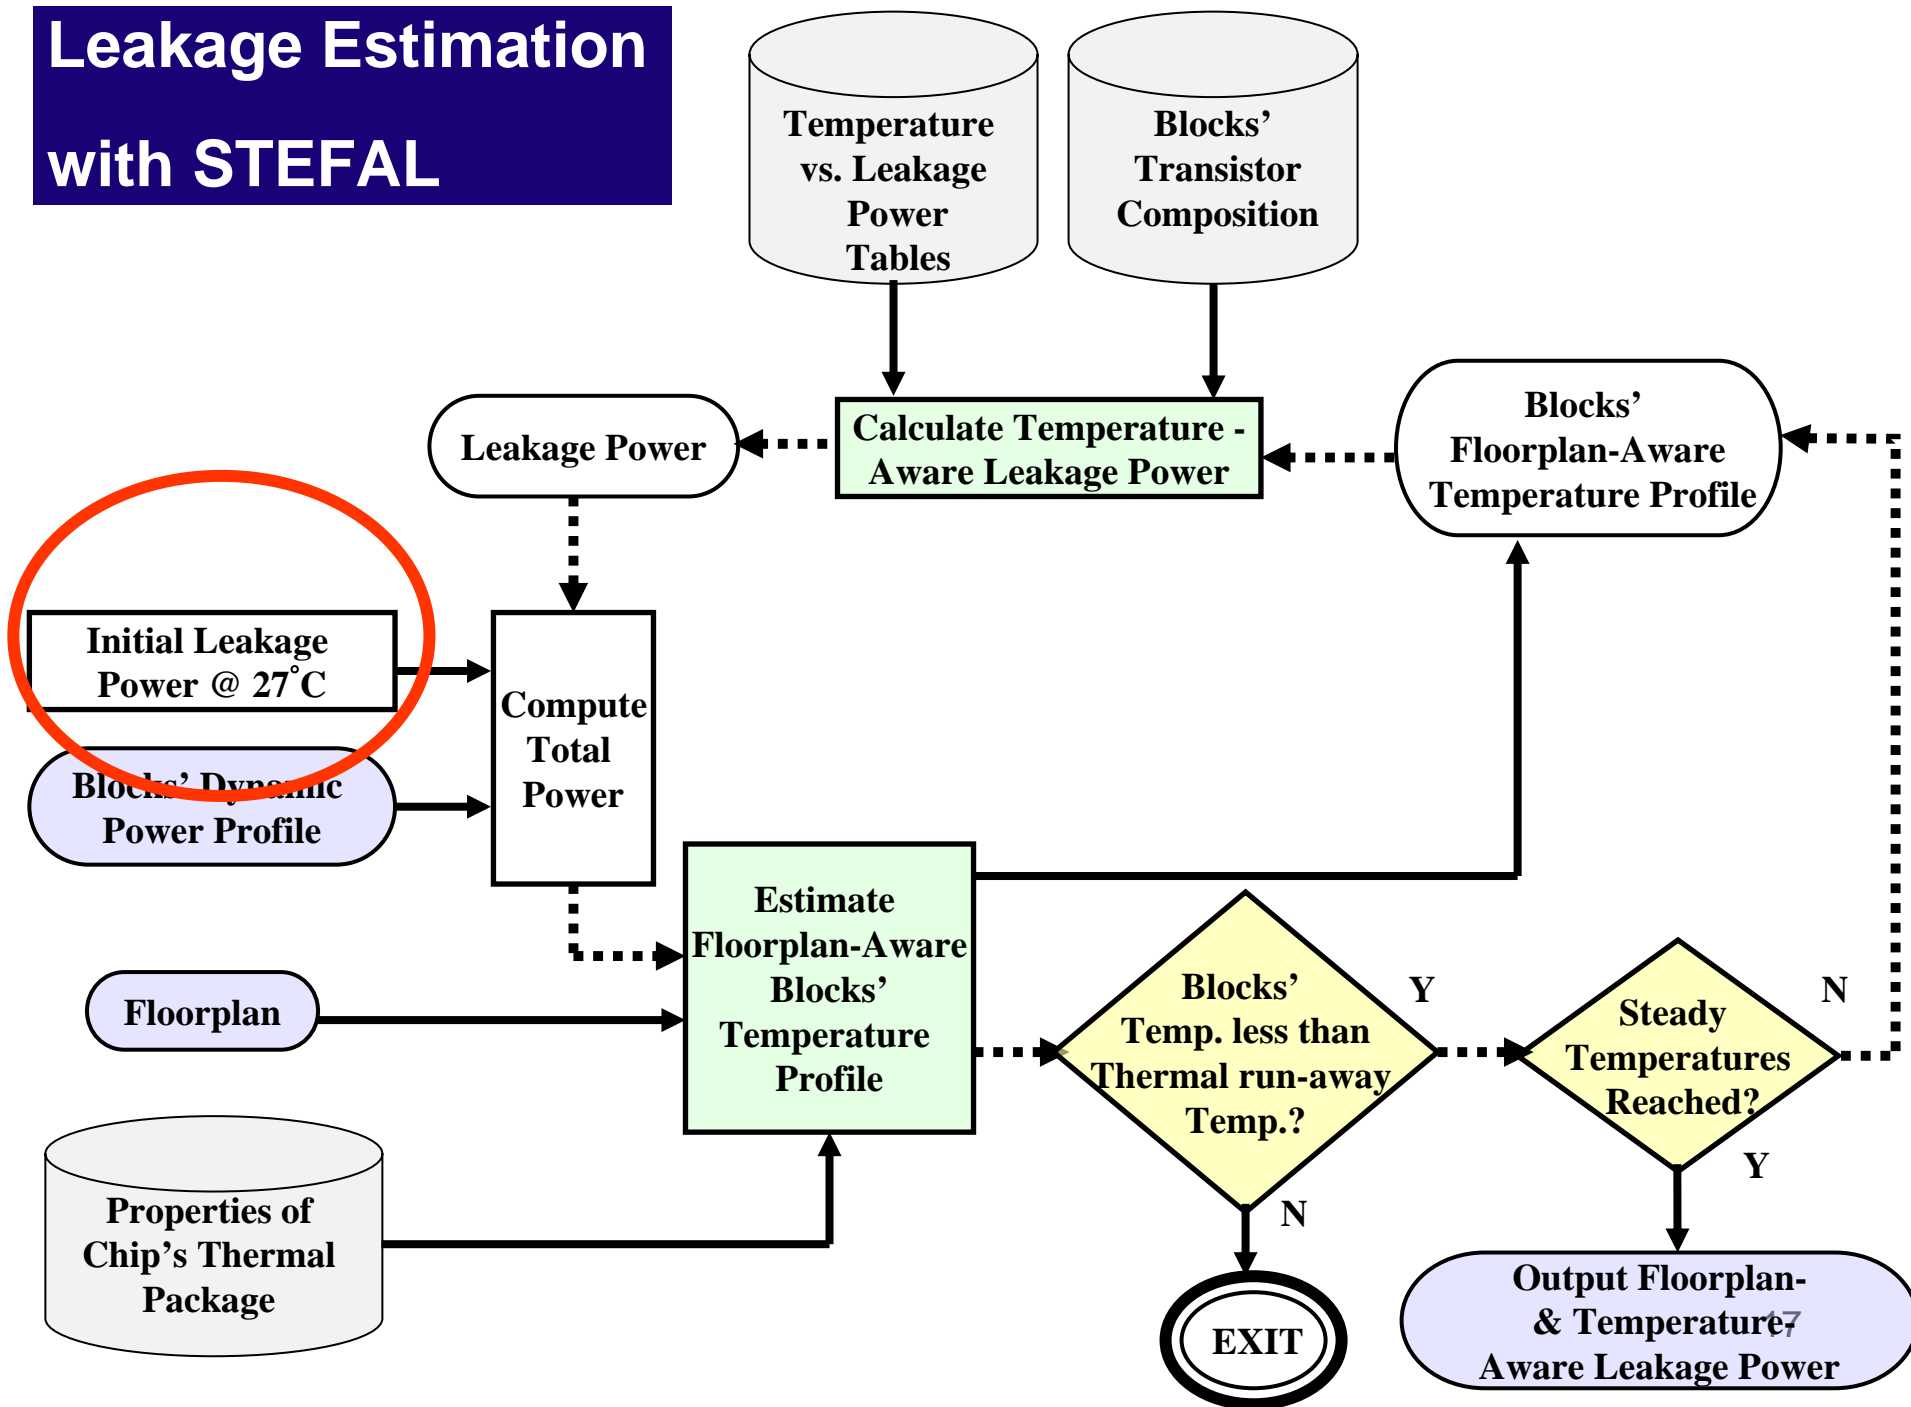 Leakage Estimation
with STEFAL
Temperature
vs. Leakage
Power
Tables
Blocks’
Transistor
Composition
Leakage Power
Calculate Temperature -
Aware Leakage Power
Blocks’
Floorplan-Aware
Temperature Profile
Initial Leakage
Power @ 27˚C
Compute
Total
Power
Blocks’ Dynamic
Power Profile
Estimate
Floorplan-Aware
Blocks’
Temperature
Profile
Floorplan
Blocks’
Temp. less than
Thermal run-away
Temp.?
Y
N
Steady
Temperatures
Reached?
N
Y
Properties of
Chip’s Thermal
Package
EXIT
Output Floorplan-
& Temperature-
Aware Leakage Power
17